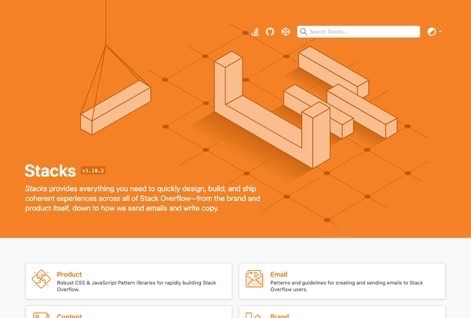 Search Stacks...
Stacks v1.10.2
Stacks provides everything you need to quickly design, build, and ship
coherent experiences across all of Stack Overflow—from the brand and
product itself, down to how we send emails and write copy.
Product
Robust CSS & JavaScript Pattern libraries for rapidly building Stack
Overflow.
Email
Patterns and guidelines for creating and sending emails to Stack
Overflow users.
Content
Brand